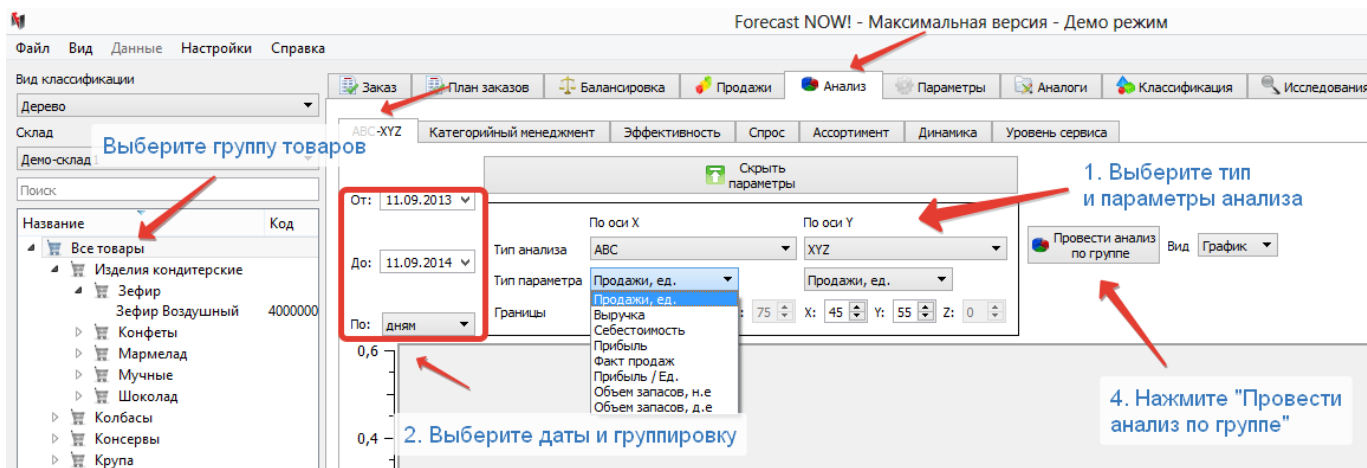 Forecast NOW! - Максимальная версия - Демо режим
Файл Вид Данные Настройки Справка
Вид классификации
Дерево
Склад
Демо-склад
Поиск
Название Код
Все товары
Изделия кондитерские
Зефир
Зефир Воздушный 4000000
Конфеты
Мармелад
Мучные
Шоколад
Колбасы
Консервы
Крупа
Выберите группу товаров
Заказ План заказов Балансировка Продажи Анализ Параметры Аналоги Классификация Исследования
ABC-XYZ Категорийный менеджмент Эффективность Спрос Ассортимент Динамика Уровень сервиса
Скрыть
параметры
От: 11.09.2013
До: 11.09.2014
По: дням
По оси X По оси Y
Тип анализа ABC XYZ
Тип параметра Продажи, ед. Продажи, ед.
Границы 75 X: 45 Y: 55 Z: 0
Продажи, ед.
Выручка
Себестоимость
Прибыль
Факт продаж
Прибыль / Ед.
Объем запасов, н.е
Объем запасов, д.е
1. Выберите тип
и параметры анализа
Провести анализ
по группе
Вид График
0,6
0,4
2. Выберите даты и группировку
4. Нажмите "Провести
анализ по группе"